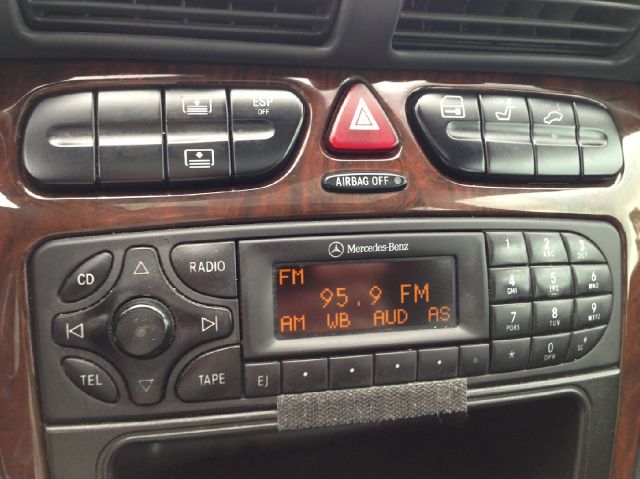 ESP
OFF
AIRBAG OFF
Mercedes-Benz
CD
RADIO
TEL
TAPE
EJ
FM
95.9 FM
AM WB AUD AS
1 2 ABC 3 DEF
4 GHI 5 JKL 6 MNO
7 PQRS 8 TUV 9 WXYZ
* 0 OPR #